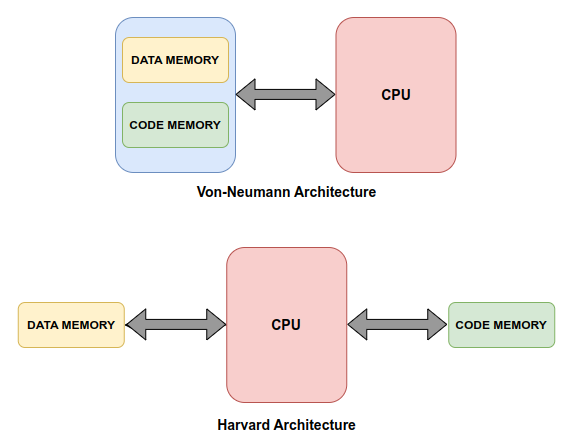 DATA MEMORY
CODE MEMORY
CPU
Von-Neumann Architecture
DATA MEMORY
CPU
CODE MEMORY
Harvard Architecture